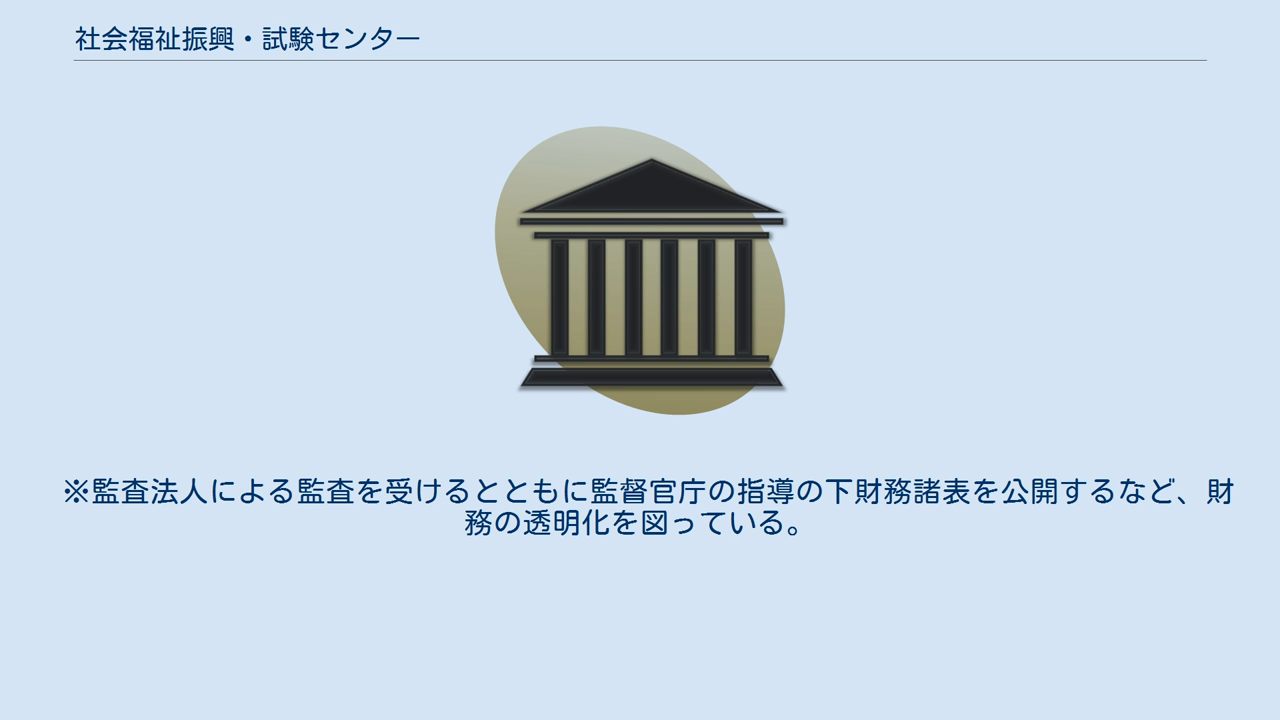 社会福祉振興・試験センター
※監査法人による監査を受けるとともに監督官庁の指導の下財務諸表を公開するなど、財
務の透明化を図っている。